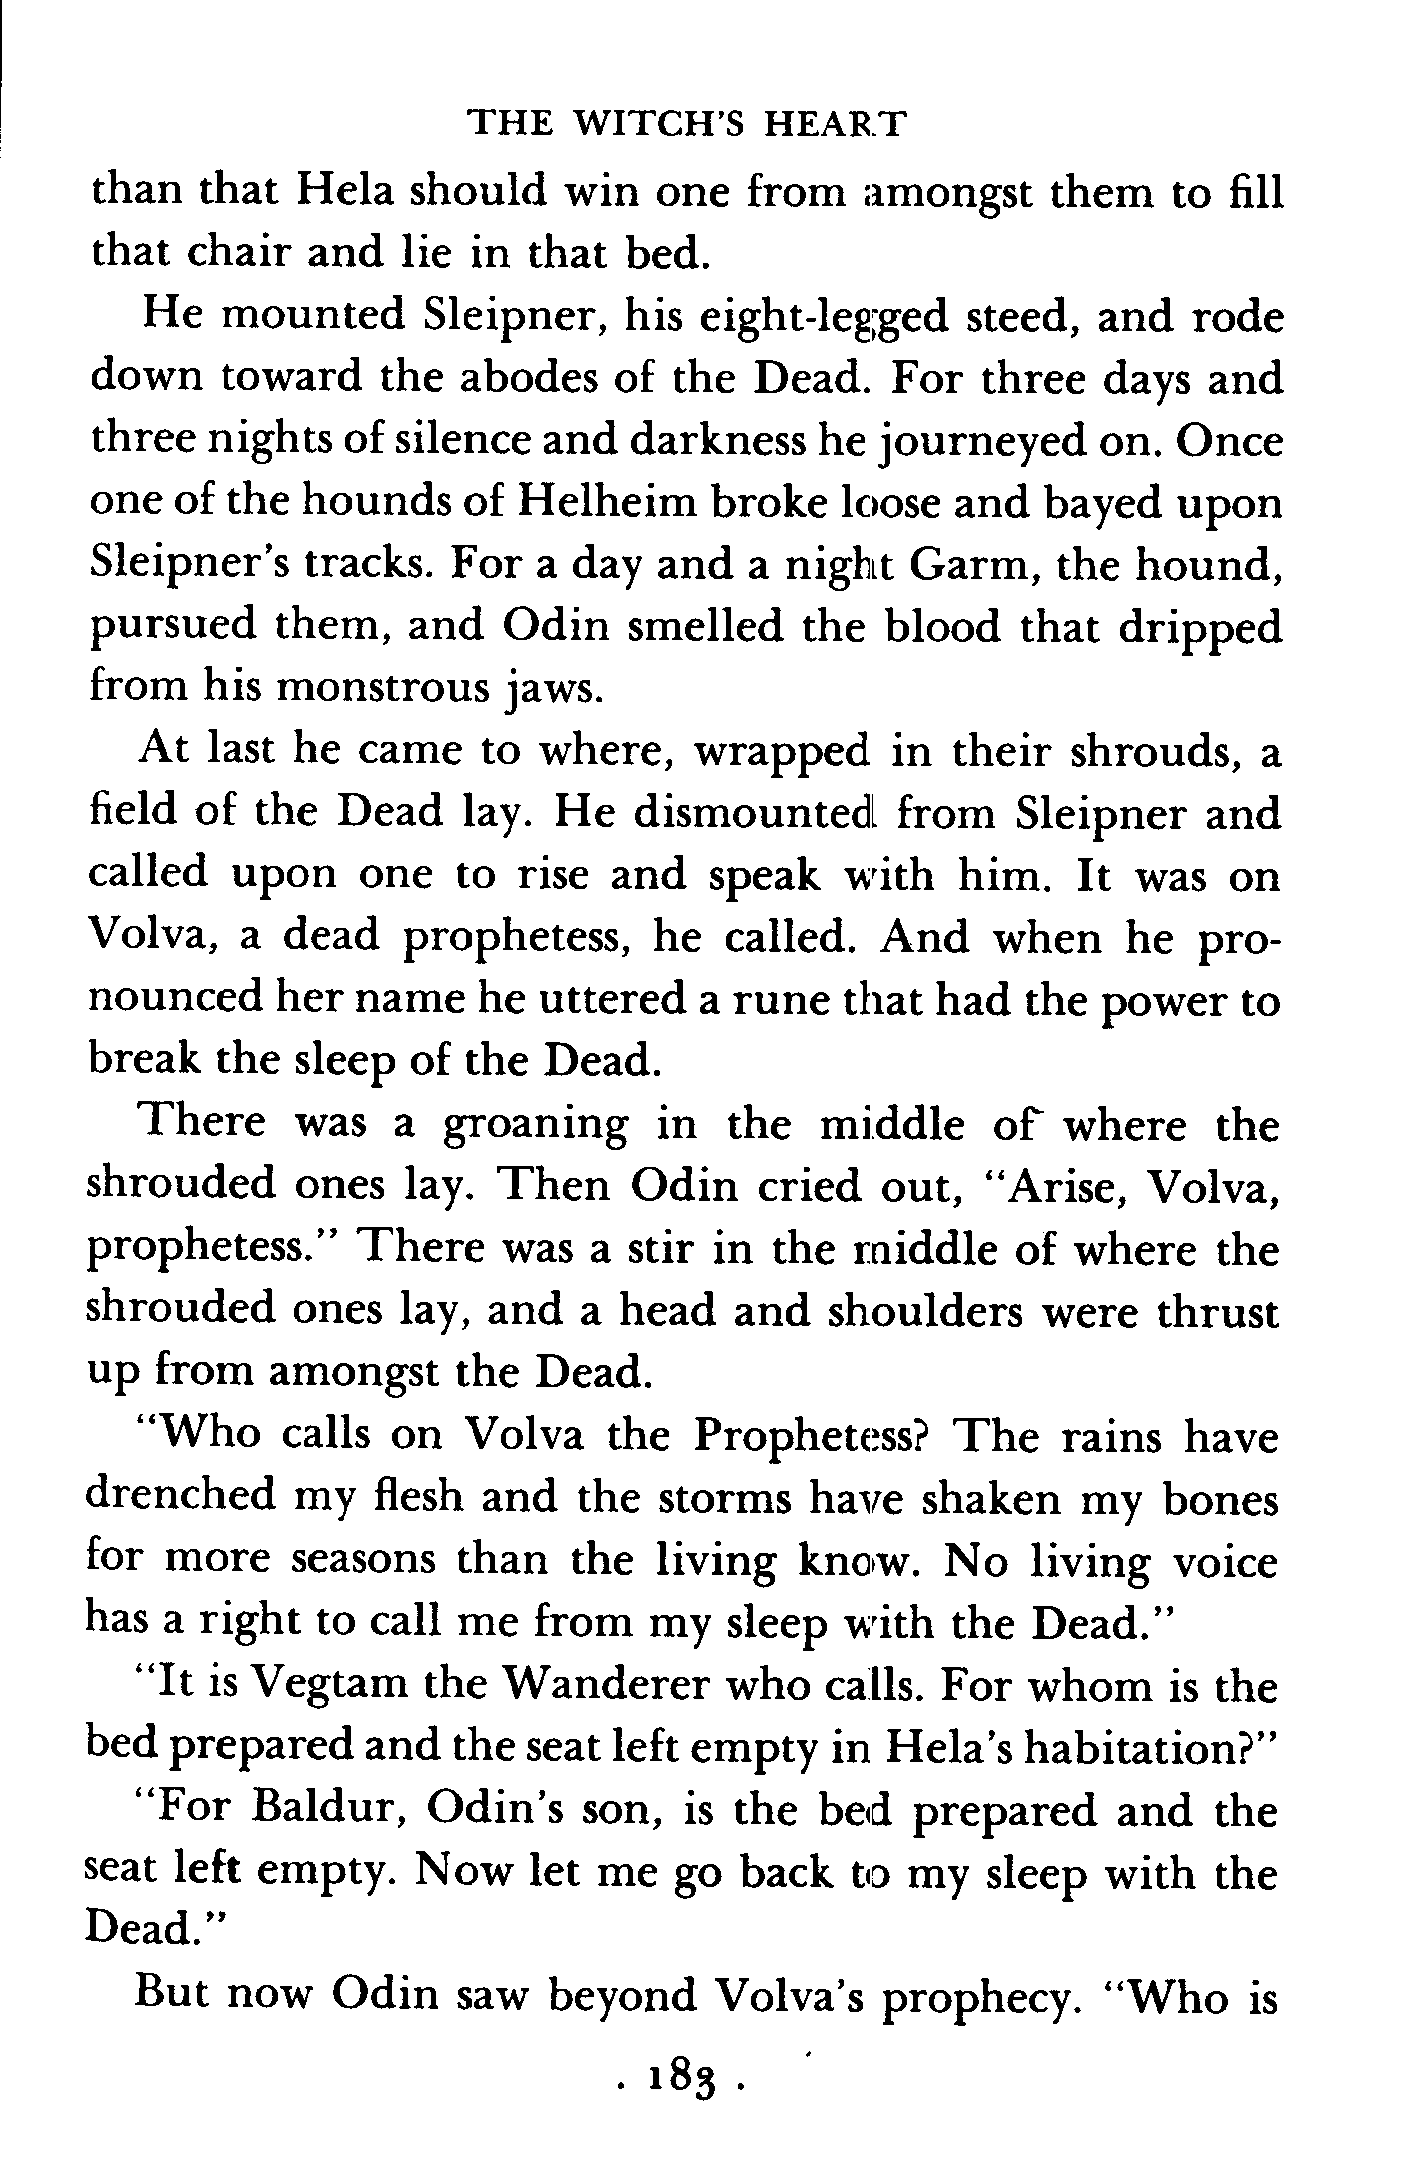 THE WITCH'S HEART
than that Hela should win one from amongst them to fill
that chair and lie in that bed.
He mounted Sleipner, his eight-legged steed, and rode
down toward the abodes of the Dead. For three days and
three nights of silence and darkness he journeyed on. Once
one of the hounds of Helheim broke loose and bayed upon
Sleipner's tracks. For a day and a night Garm, the hound,
pursued them, and Odin smelled the blood that dripped
from his monstrous jaws.
At last he came to where, wrapped in their shrouds, a
field of the Dead lay. He dismounted from Sleipner and
called upon one to rise and speak with him. It was on
Volva, a dead prophetess, he called. And when he pro-
nounced her name he uttered a rune that had the power to
break the sleep of the Dead.
There was a groaning in the middle of where the
shrouded ones lay. Then Odin cried out, "Arise, Volva,
prophetess." There was a stir in the middle of where the
shrouded ones lay, and a head and shoulders were thrust
up from amongst the Dead.
"Who calls on Volva the Prophetess? The rains have
drenched my flesh and the storms have shaken my bones
for more seasons than the living know. No living voice
has a right to call me from my sleep with the Dead."
"It is Vegtam the Wanderer who calls. For whom is the
bed prepared and the seat left empty in Hela's habitation?"
"For Baldur, Odin's son, is the bed prepared and the
seat left empty. Now let me go back to my sleep with the
Dead."
But now Odin saw beyond Volva's prophecy. "Who is
. 183 .